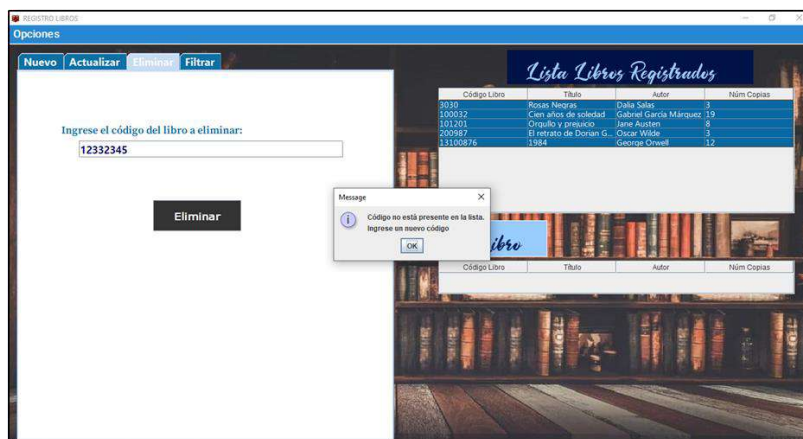 REGISTRO LIBROS
Opciones
Nuevo Actualizar Eliminar Filtrar
Ingrese el código del libro a eliminar:
12332345
Eliminar
Lista Libros Registrados
Código Libro Título Autor Núm Copias
3030 Rosas Negras Dalia Salas 3
100032 Cien años de soledad Gabriel García Márquez 19
101201 Orgullo y prejuicio Jane Austen 8
200987 El retrato de Dorian G... Oscar Wilde 3
13100876 1984 George Orwell 12
Message
Código no está presente en la lista.
Ingrese un nuevo código
OK
Código Libro Título Autor Núm Copias